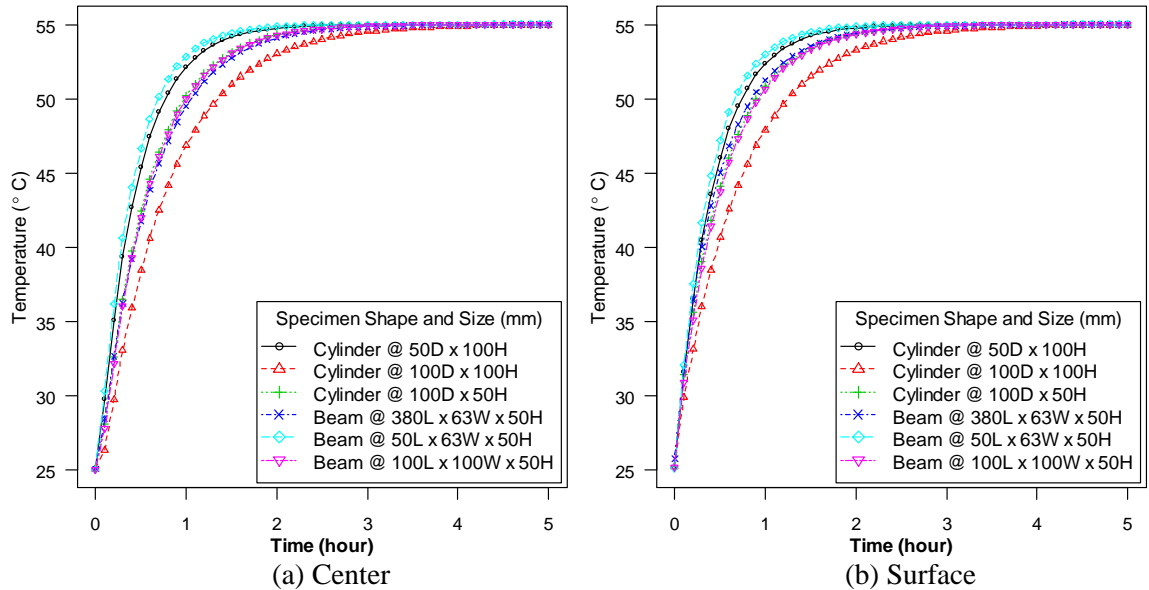 55
50
45
40
35
30
25
Temperature (° C)
Specimen Shape and Size (mm)
Cylinder @ 50D x 100H
Cylinder @ 100D x 100H
Cylinder @ 100D x 50H
Beam @ 380L x 63W x 50H
Beam @ 50L x 63W x 50H
Beam @ 100L x 100W x 50H
0 1 2 3 4 5
Time (hour)
(a) Center
55
50
45
40
35
30
25
Temperature (° C)
Specimen Shape and Size (mm)
Cylinder @ 50D x 100H
Cylinder @ 100D x 100H
Cylinder @ 100D x 50H
Beam @ 380L x 63W x 50H
Beam @ 50L x 63W x 50H
Beam @ 100L x 100W x 50H
0 1 2 3 4 5
Time (hour)
(b) Surface